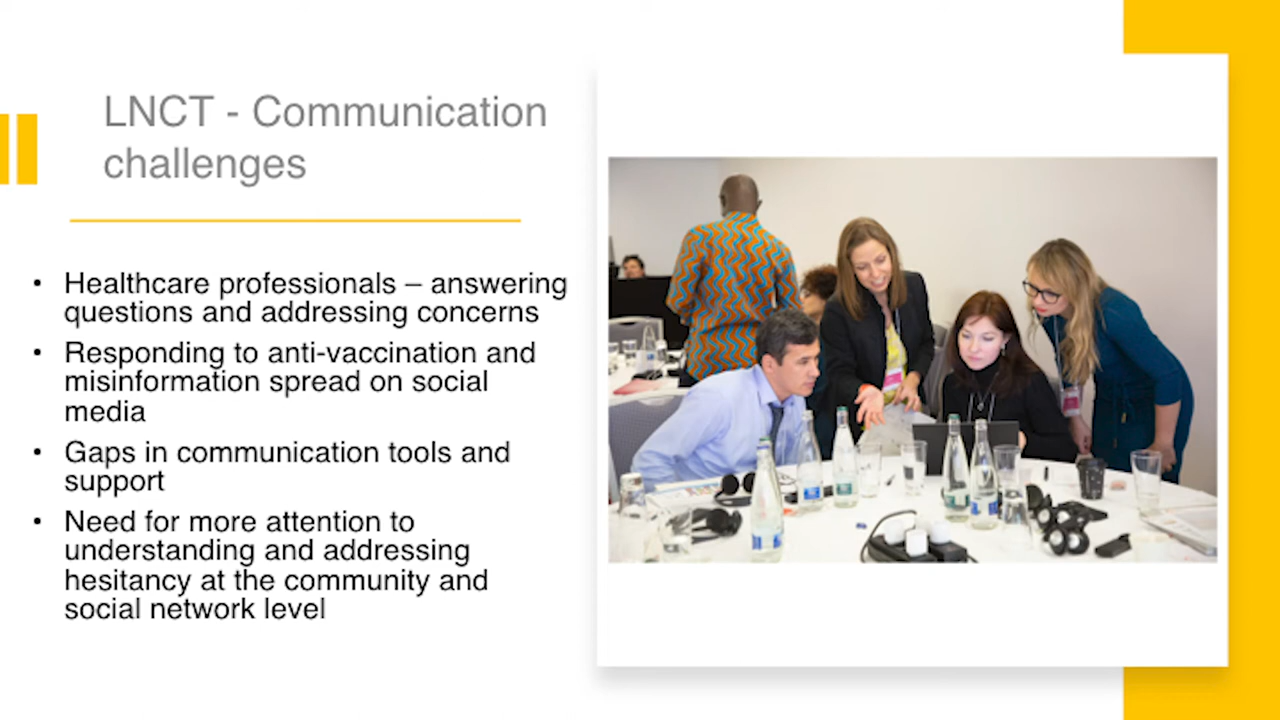 LNCT - Communication
challenges
• Healthcare professionals – answering
questions and addressing concerns
• Responding to anti-vaccination and
misinformation spread on social
media
• Gaps in communication tools and
support
• Need for more attention to
understanding and addressing
hesitancy at the community and
social network level